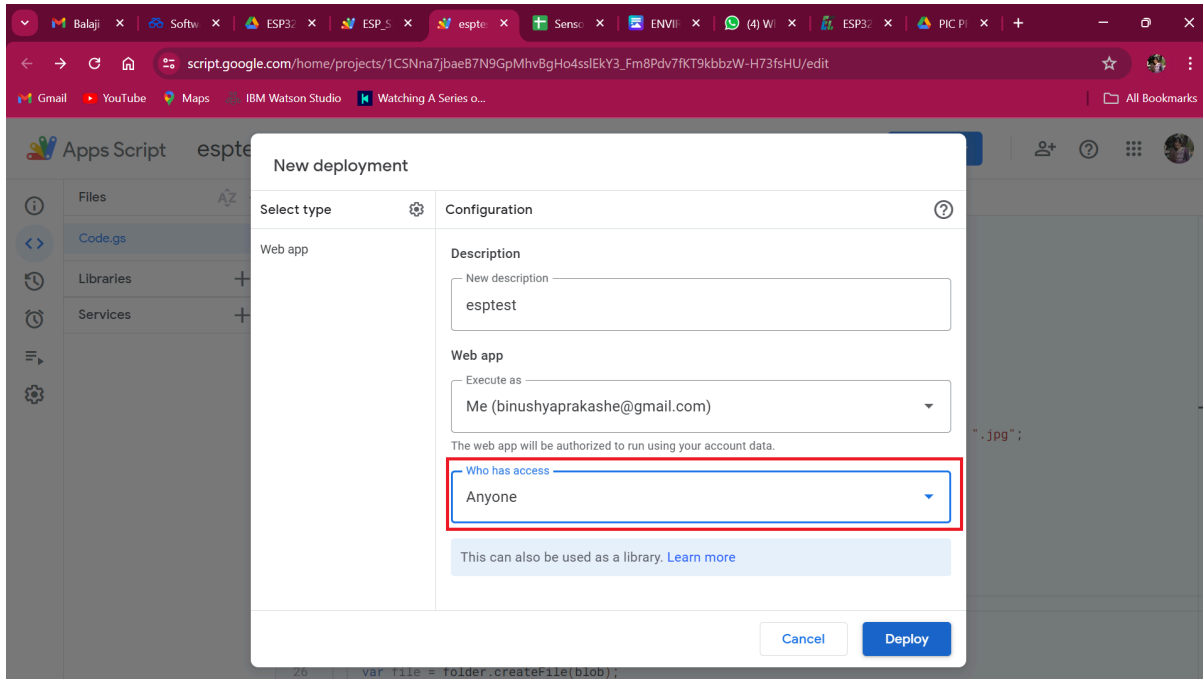 Balaji
Softw
ESP32
ESP_S
espte
Senso
ENVIR
(4) W
ESP32
PIC P
script.google.com/home/projects/1CSNna7jbaeB7N9GpMhvBgHo4sslEkY3_Fm8Pdv7fKT9kbbzW-H73fsHU/edit
Gmail YouTube Maps IBM Watson Studio Watching A Series o... All Bookmarks
Apps Script espte
New deployment
Files AZ
Select type Configuration
Code.gs
Web app
Description
Libraries
New description
esptest
Services
Web app
Execute as
Me (binushyaprakashe@gmail.com)
".jpg";
The web app will be authorized to run using your account data.
Who has access
Anyone
This can also be used as a library. Learn more
Cancel Deploy
26 var file = folder.createFile(blob);